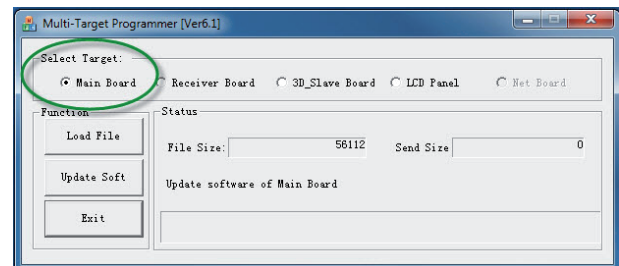 Multi-Target Programmer [Ver6.1]
Select Target:
Main Board Receiver Board 3D_Slave Board LCD Panel Net Board
Function
Status
Load File
File Size: 56112 Send Size 0
Update Soft
Update software of Main Board
Exit